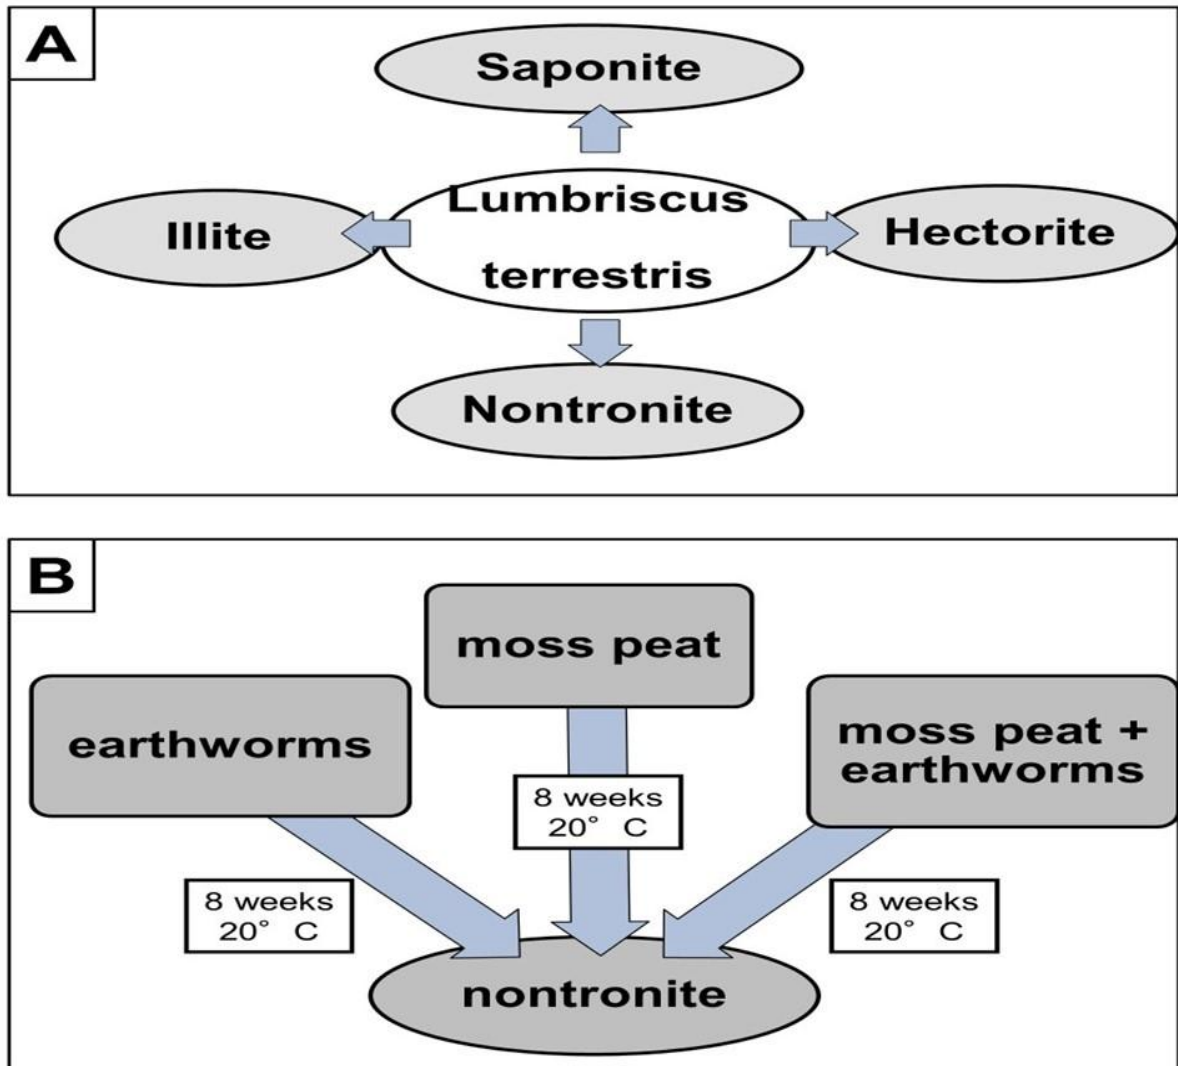 A
Saponite
Lumbriscus
terrestris
Illite
Hectorite
Nontronite
B
moss peat
earthworms
moss peat +
earthworms
8 weeks
20° C
8 weeks
20° C
8 weeks
20° C
nontronite